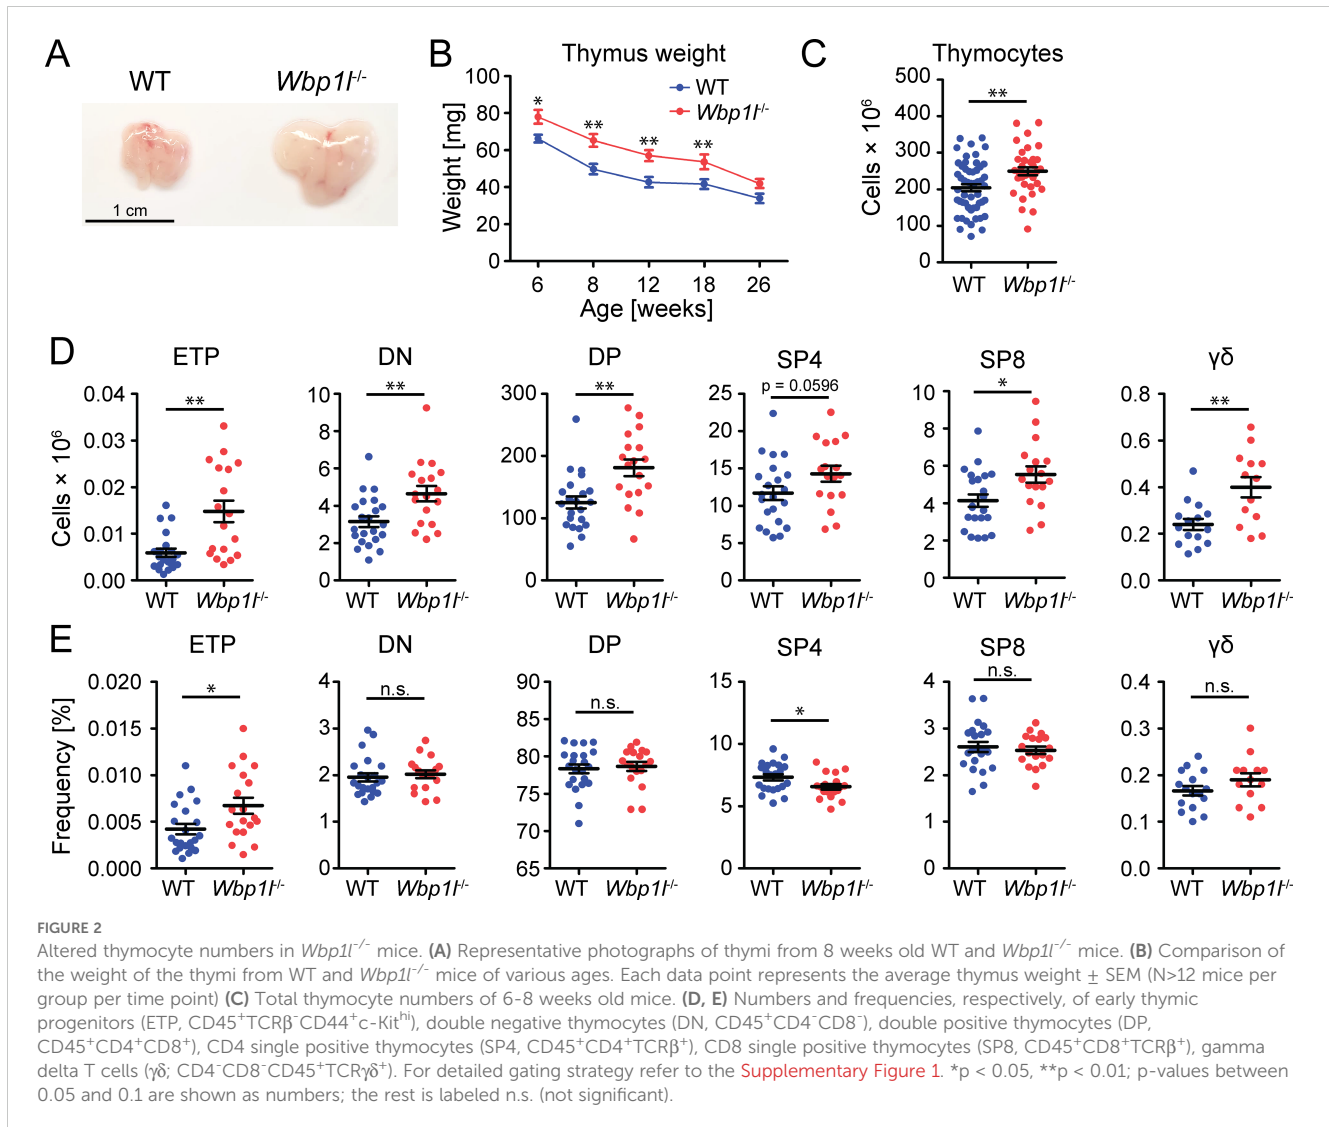 A
WT
Wbp1l-/-
1 cm
B
Thymus weight
WT
Wbp1l-/-
Weight [mg]
100
80
60
40
20
0
*
**
**
**
6 8 12 18 26
Age [weeks]
C
Thymocytes
Cells × 10⁶
500
400
300
200
100
0
**
WT Wbp1l-/-
D
ETP
Cells × 10⁶
0.04
0.03
0.02
0.01
0.00
**
WT Wbp1l-/-
DN
10
8
6
4
2
0
**
WT Wbp1l-/-
DP
300
200
100
0
**
WT Wbp1l-/-
SP4
p = 0.0596
25
20
15
10
5
0
WT Wbp1l-/-
SP8
10
8
6
4
2
0
*
WT Wbp1l-/-
γδ
0.8
0.6
0.4
0.2
0.0
**
WT Wbp1l-/-
E
ETP
Frequency [%]
0.020
0.015
0.010
0.005
0.000
*
WT Wbp1l-/-
DN
4
3
2
1
0
n.s.
WT Wbp1l-/-
DP
90
85
80
75
70
65
n.s.
WT Wbp1l-/-
SP4
15
10
5
0
*
WT Wbp1l-/-
SP8
4
3
2
1
0
n.s.
WT Wbp1l-/-
γδ
0.4
0.3
0.2
0.1
0.0
n.s.
WT Wbp1l-/-
FIGURE 2
Altered thymocyte numbers in Wbp1l⁻/⁻ mice. (A) Representative photographs of thymi from 8 weeks old WT and Wbp1l⁻/⁻ mice. (B) Comparison of
the weight of the thymi from WT and Wbp1l⁻/⁻ mice of various ages. Each data point represents the average thymus weight ± SEM (N>12 mice per
group per time point) (C) Total thymocyte numbers of 6-8 weeks old mice. (D, E) Numbers and frequencies, respectively, of early thymic
progenitors (ETP, CD45⁺TCRβ⁻CD44⁺c-Kitʰⁱ), double negative thymocytes (DN, CD45⁺CD4⁻CD8⁻), double positive thymocytes (DP,
CD45⁺CD4⁺CD8⁺), CD4 single positive thymocytes (SP4, CD45⁺CD4⁺TCRβ⁺), CD8 single positive thymocytes (SP8, CD45⁺CD8⁺TCRβ⁺), gamma
delta T cells (γδ; CD4⁻CD8⁻CD45⁺TCRγδ⁺). For detailed gating strategy refer to the Supplementary Figure 1. *p < 0.05, **p < 0.01; p-values between
0.05 and 0.1 are shown as numbers; the rest is labeled n.s. (not significant).